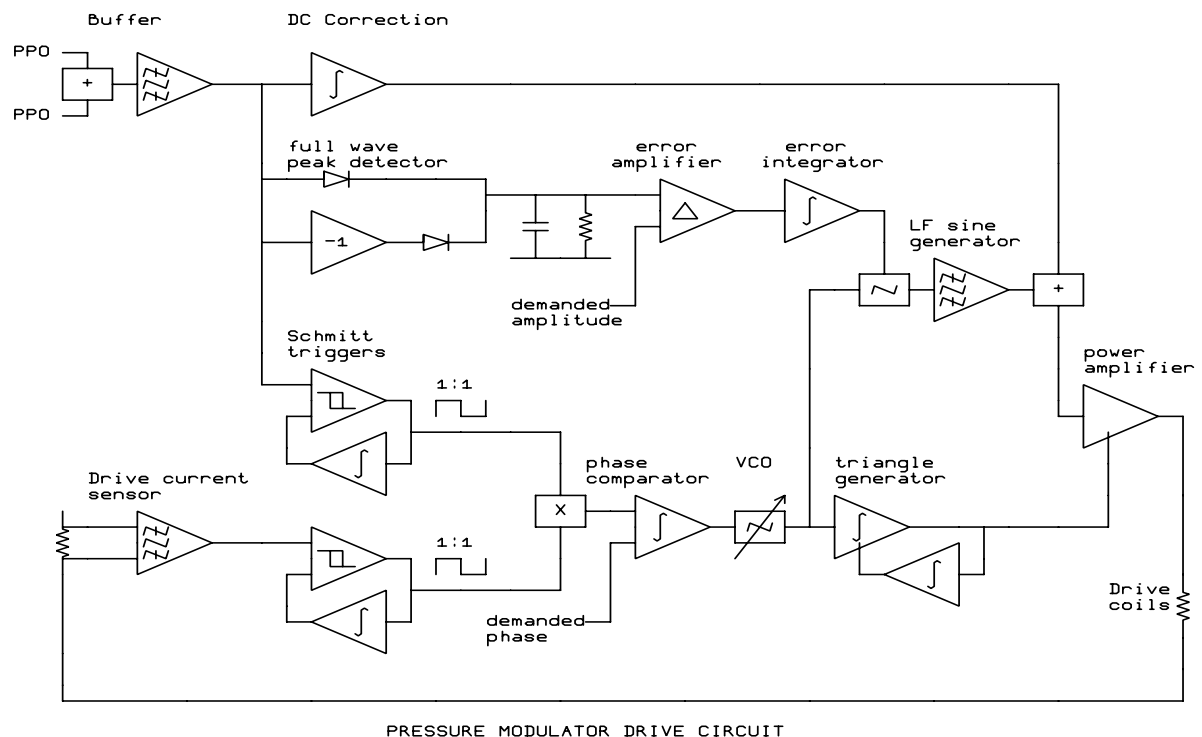 Buffer
DC Correction
PPO
+
PPO
full wave
peak detector
error
amplifier
error
integrator
-1
LF sine
generator
+
demanded
amplitude
Schmitt
triggers
1:1
power
amplifier
Drive current
sensor
phase
comparator
VCO
triangle
generator
X
1:1
demanded
phase
Drive
coils
PRESSURE MODULATOR DRIVE CIRCUIT